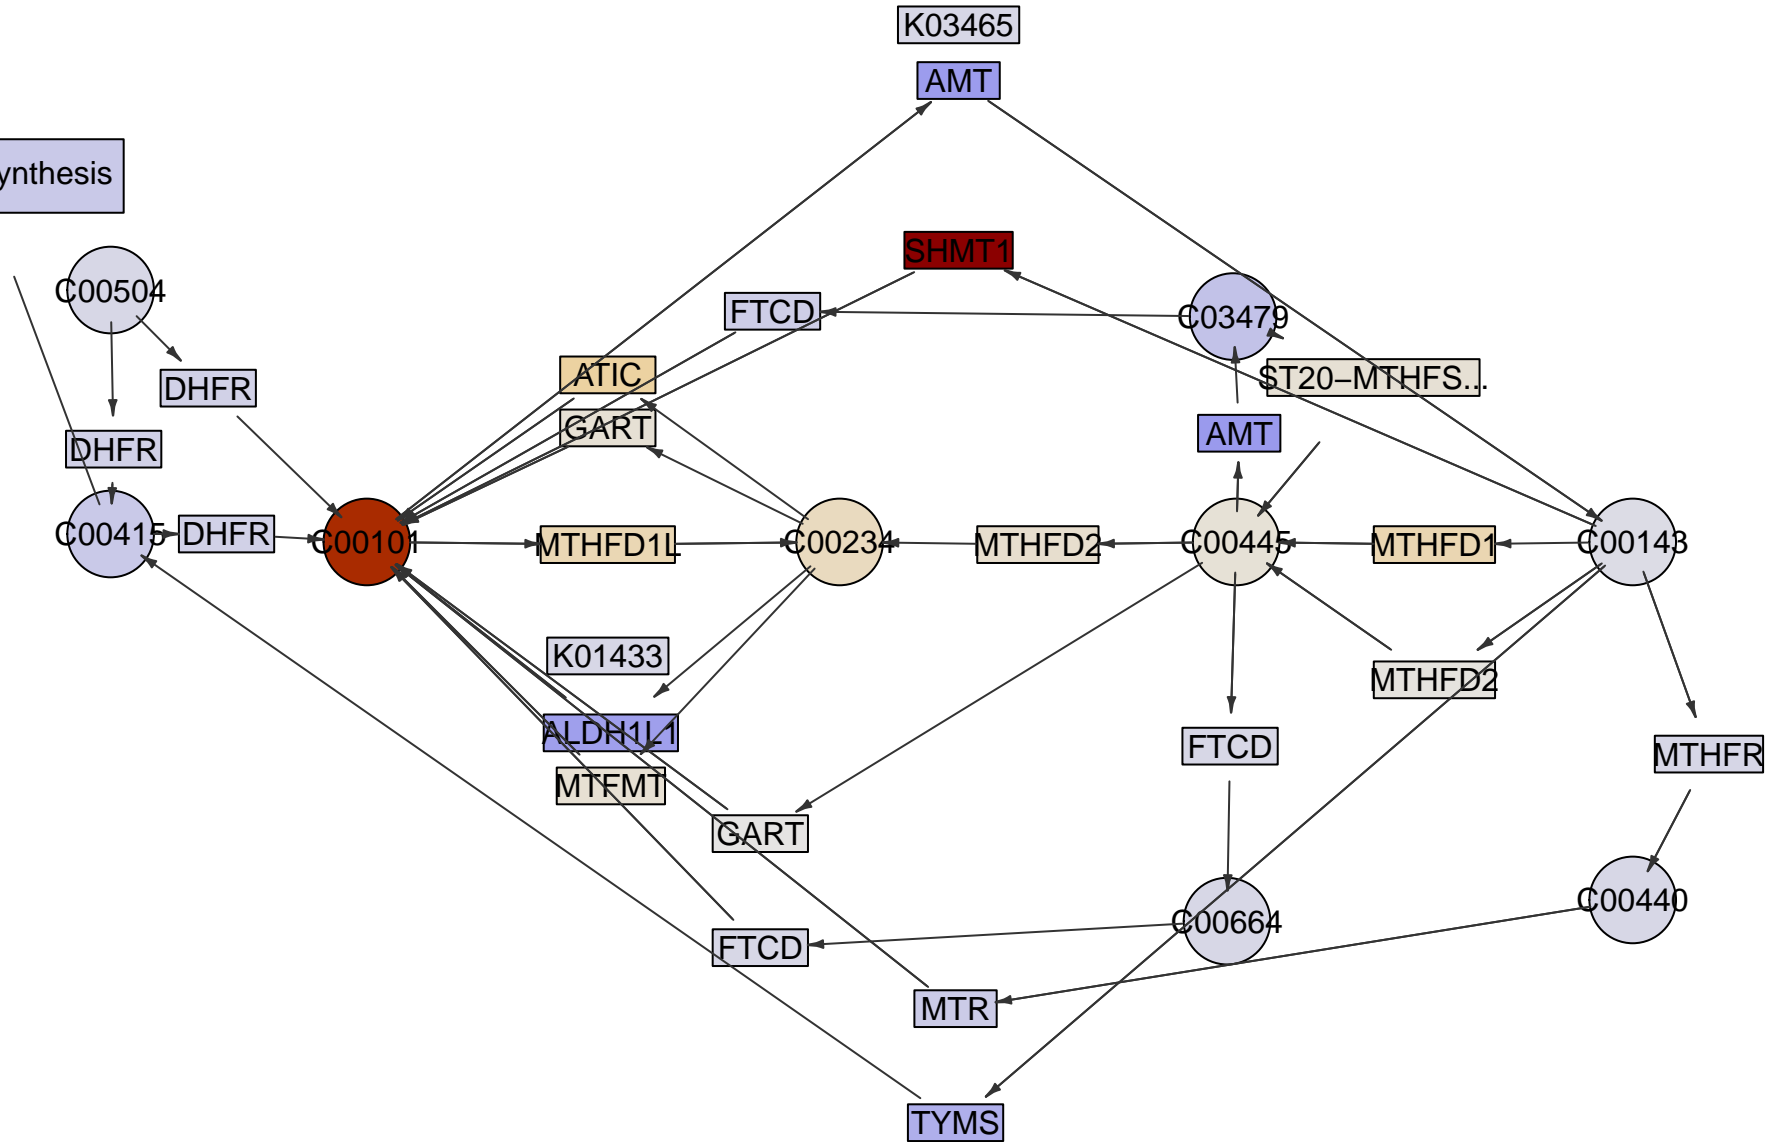 K03465
AMT
ynthesis
SHMT1
C00504
FTCD
C03479
ATIC
ST20−MTHFS...
DHFR
GART
AMT
DHFR
C00415
DHFR
C00101
MTHFD1L
C00234
MTHFD2
C00445
MTHFD1
C00143
K01433
MTHFD2
ALDH1L1
FTCD
MTHFR
MTFMT
GART
C00440
C00664
FTCD
MTR
TYMS